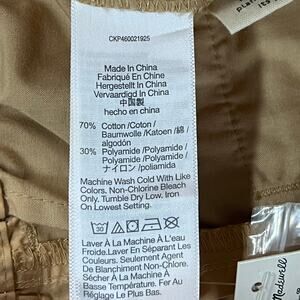 CKP460021925
Made In China
Fabriqué En Chine
Hergestellt In China
Vervaardigd In China
中国製
hecho en china
70% Cotton /Coton /
Baumwolle /Katoen /綿 /
algodón
30% Polyamide /Polyamide /
Polyamide /Polyamide /
ナイロン /poliamida
Machine Wash Cold With Like
Colors. Non-Chlorine Bleach
Only. Tumble Dry Low. Iron
On Lowest Setting.
Laver À La Machine À L'eau
Froide.Laver En Séparant Les
Couleurs. Seulement Agent
De Blanchiment Non-Chlore.
Sécher À La Machine À
Basse Température. Fer Au
Réglage Le Plus Bas.
Madewell